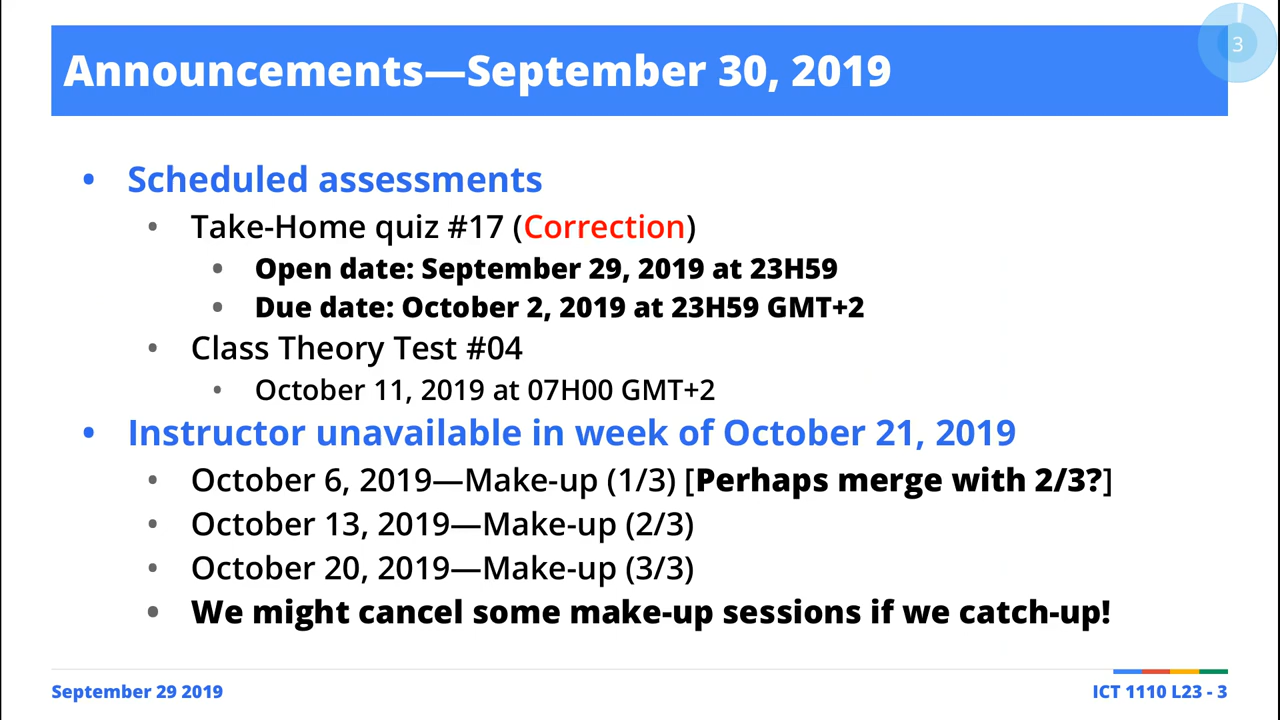 3
Announcements—September 30, 2019
• Scheduled assessments
• Take-Home quiz #17 (Correction)
• Open date: September 29, 2019 at 23H59
• Due date: October 2, 2019 at 23H59 GMT+2
• Class Theory Test #04
• October 11, 2019 at 07H00 GMT+2
• Instructor unavailable in week of October 21, 2019
• October 6, 2019—Make-up (1/3) [Perhaps merge with 2/3?]
• October 13, 2019—Make-up (2/3)
• October 20, 2019—Make-up (3/3)
• We might cancel some make-up sessions if we catch-up!
September 29 2019
ICT 1110 L23 - 3